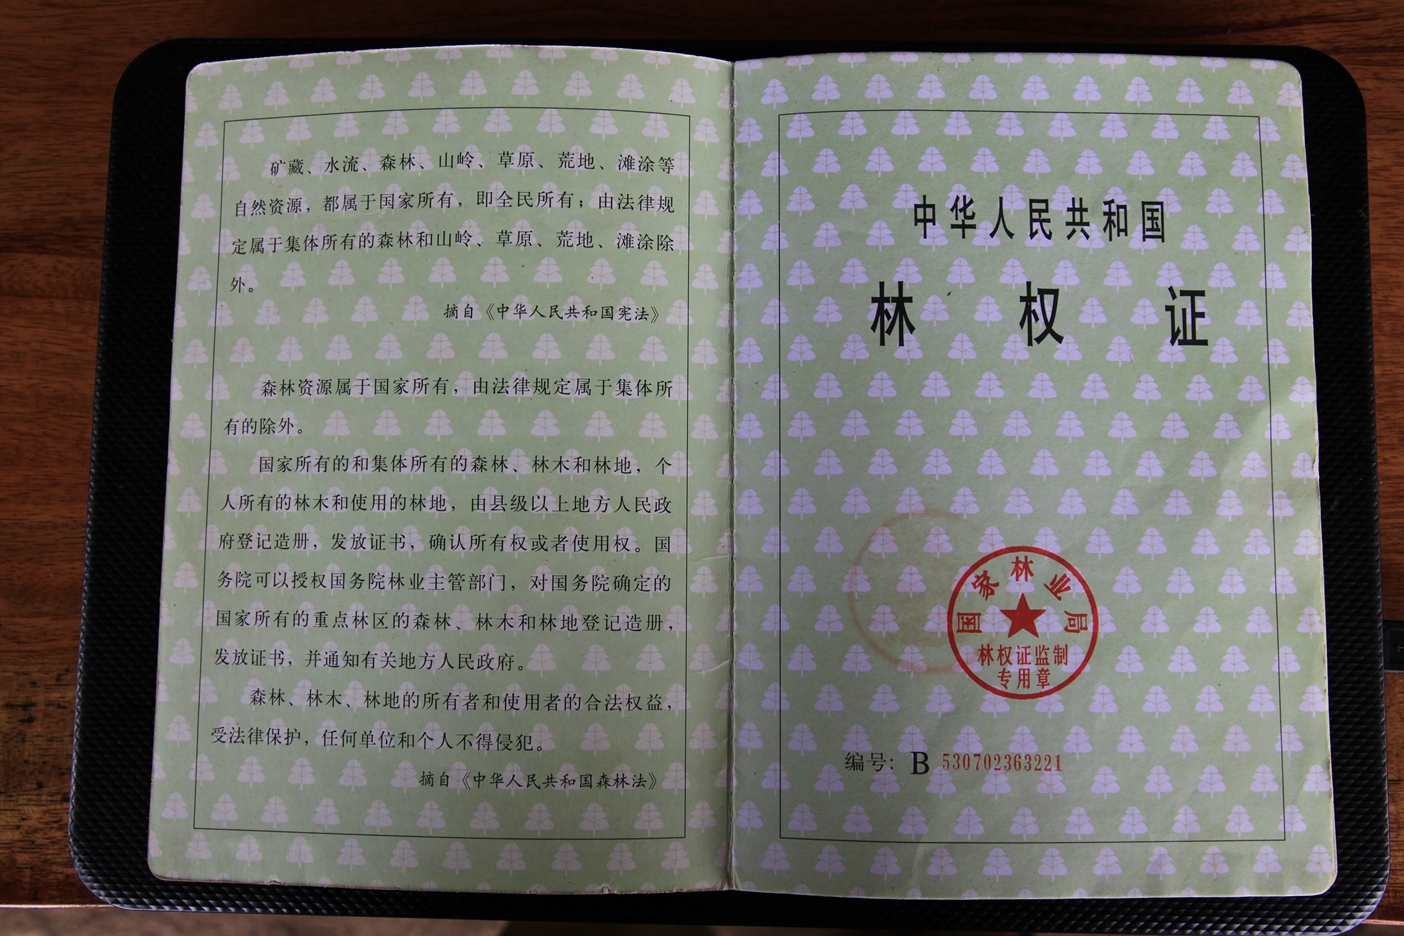 矿藏、水流、森林、山岭、草原、荒地、滩涂等
自然资源，都属于国家所有，即全民所有；由法律规
定属于集体所有的森林和山岭、草原、荒地、滩涂除
外。
摘自《中华人民共和国宪法》
森林资源属于国家所有，由法律规定属于集体所
有的除外。
国家所有的和集体所有的森林、林木和林地，个
人所有的林木和使用的林地，由县级以上地方人民政
府登记造册，发放证书，确认所有权或者使用权。国
务院可以授权国务院林业主管部门，对国务院确定的
国家所有的重点林区的森林、林木和林地登记造册，
发放证书，并通知有关地方人民政府。
森林、林木、林地的所有者和使用者的合法权益，
受法律保护，任何单位和个人不得侵犯。
摘自《中华人民共和国森林法》
中华人民共和国
林权证
国家林业局
林权证监制
专用章
编号：B 530702363221